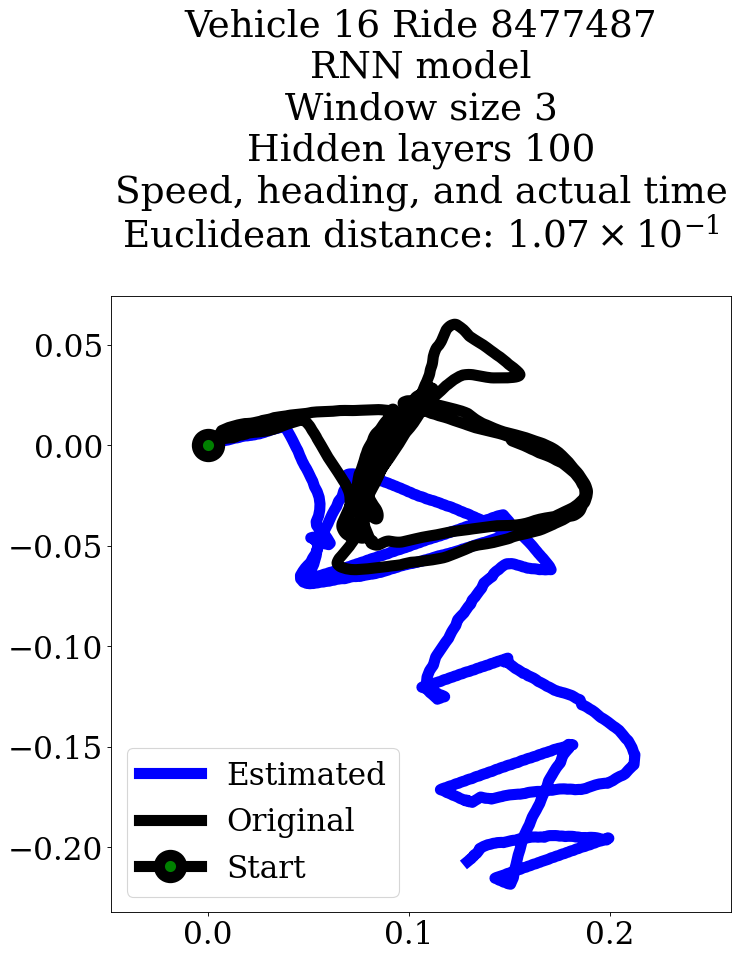 Vehicle 16 Ride 8477487
RNN model
Window size 3
Hidden layers 100
Speed, heading, and actual time
Euclidean distance: 1.07 × 10⁻¹
0.05
0.00
−0.05
−0.10
−0.15
−0.20
Estimated
Original
Start
0.0 0.1 0.2